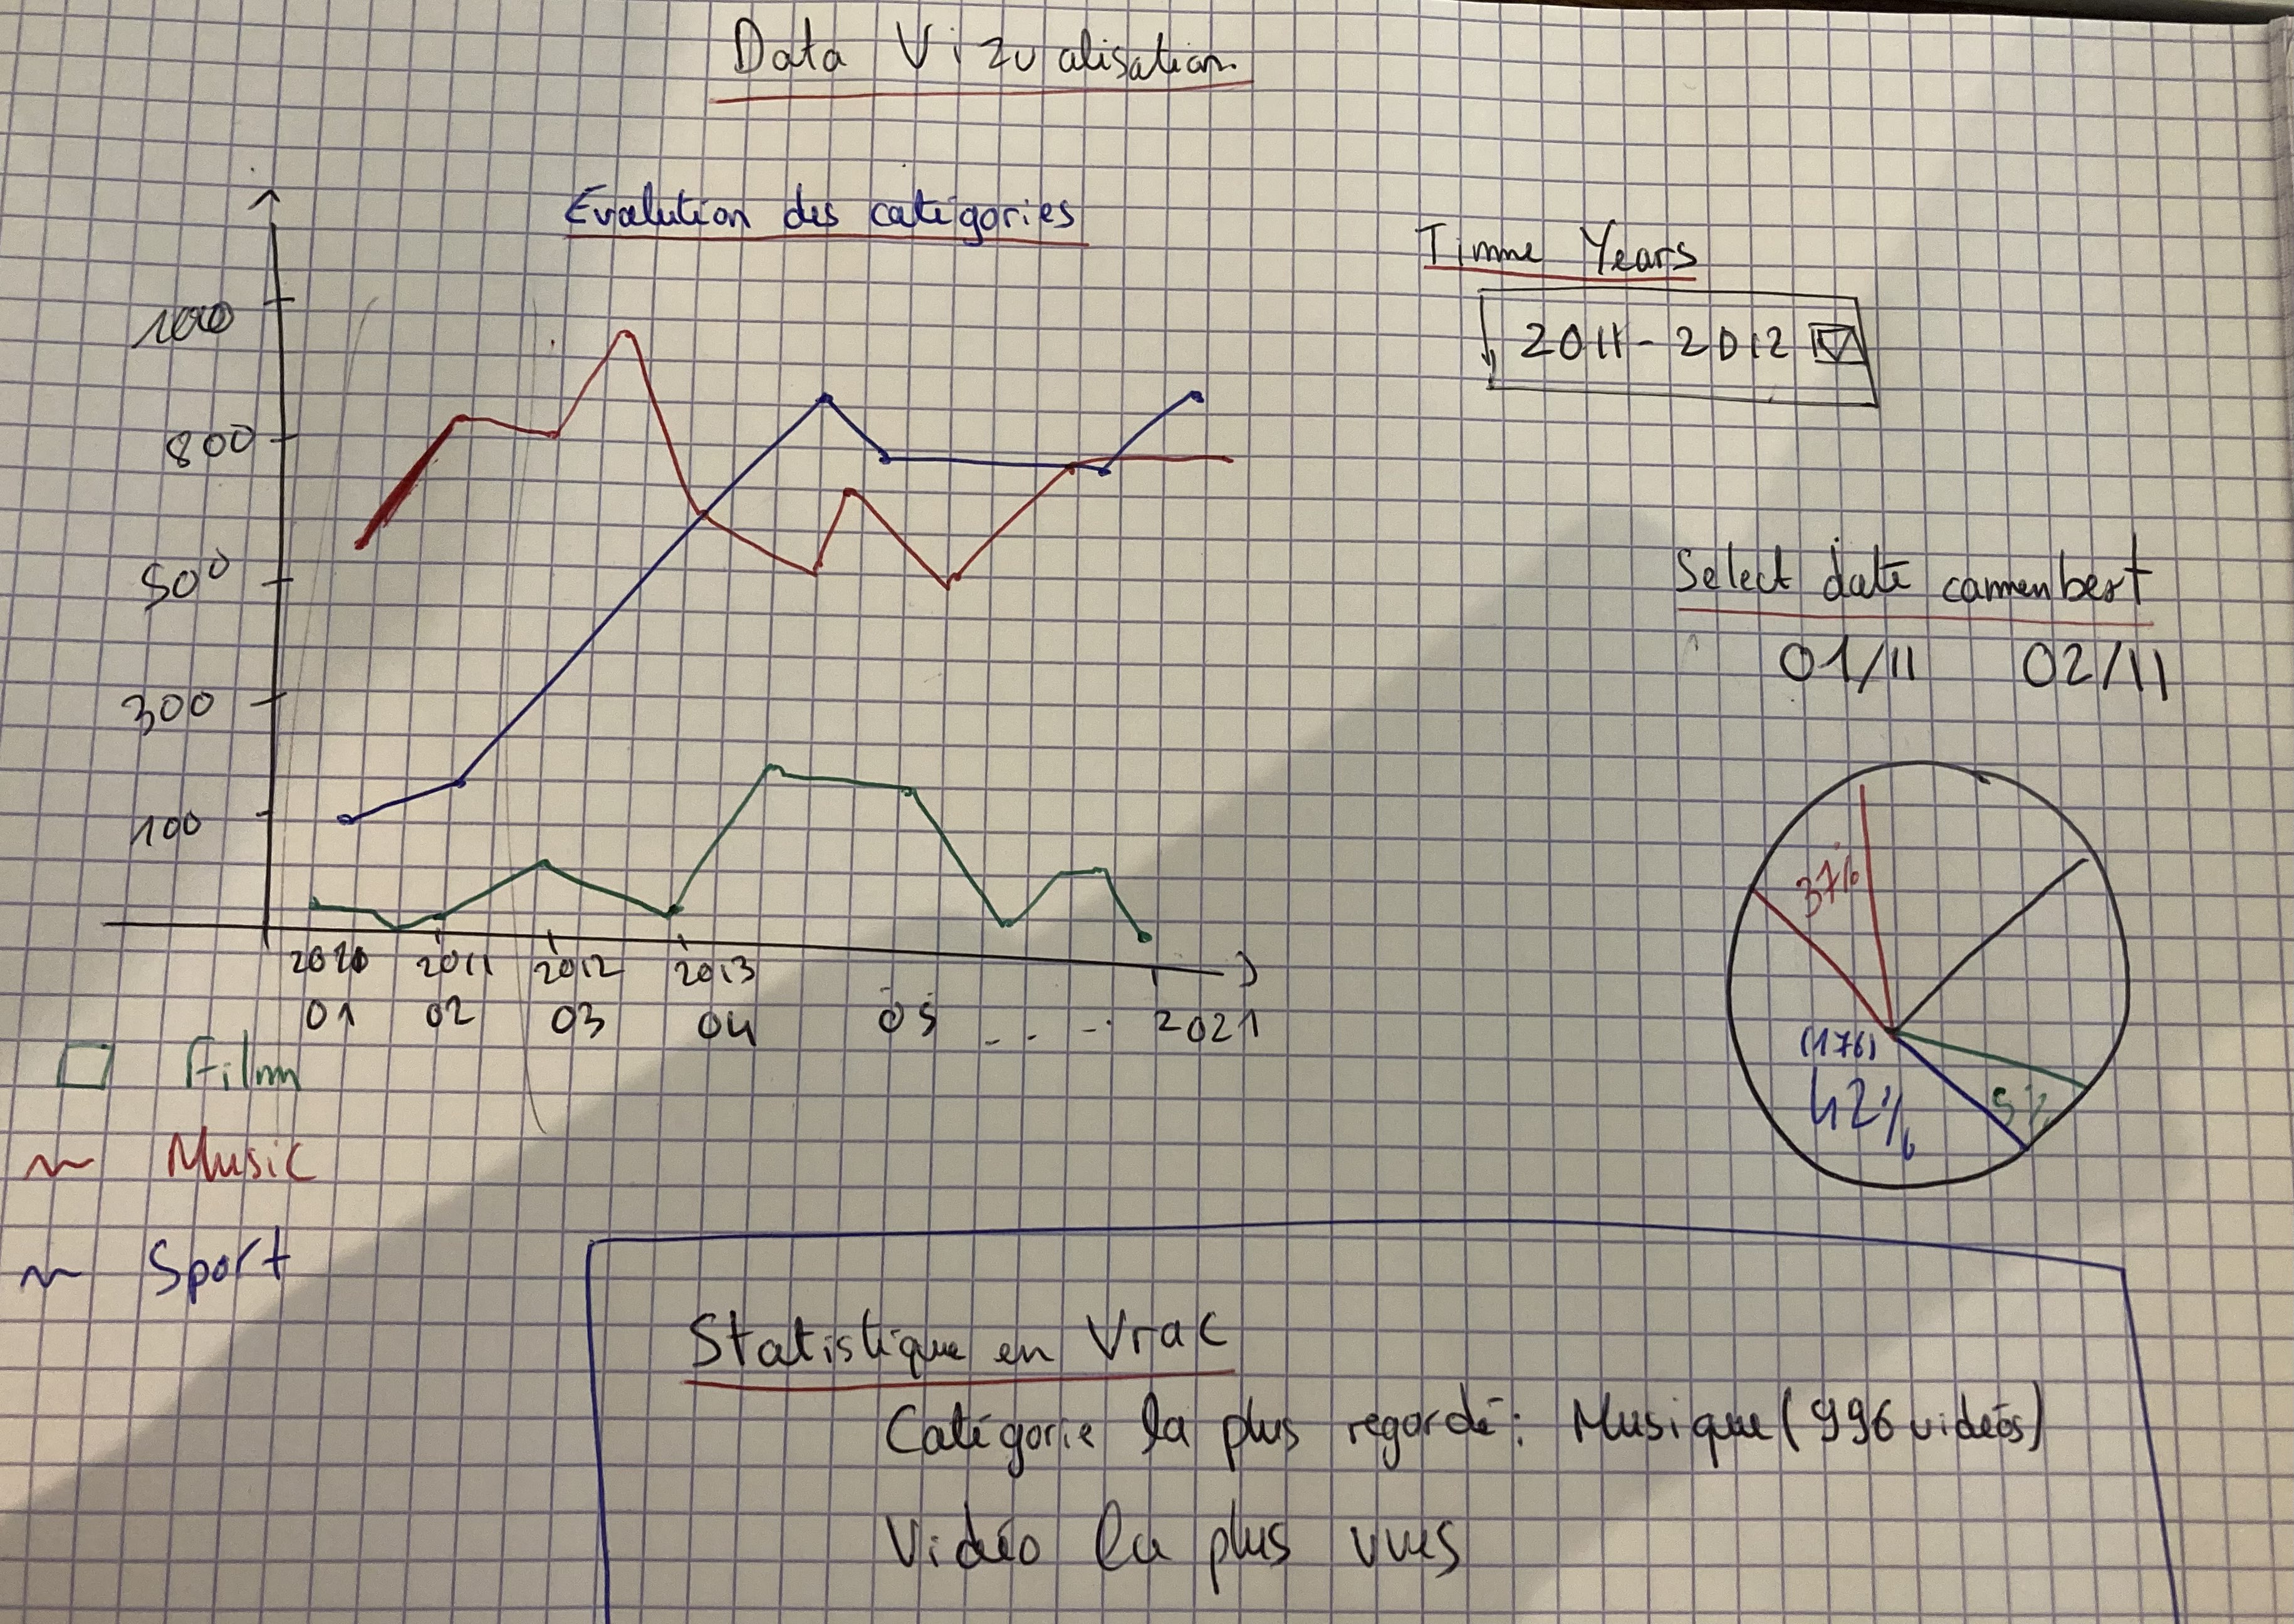 Data Vizualisation
Evolution des catégories
Timme Years
2011-2012
1000
800
500
300
100
Select date camenbert
01/11 02/11
37%
(176)
42%
5%
2010 2011 2012 2013
01 02 03 04 05 - - - .. 2021
Film
Music
Sport
Statistique en Vrac
Catégorie la plus regardé: Musique (996 vidéos)
Vidéo la plus vues